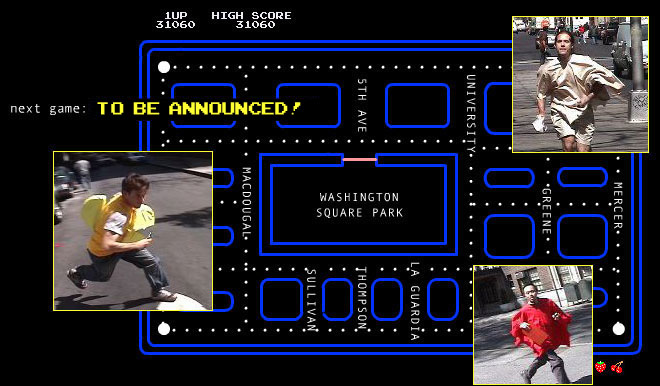 1UP HIGH SCORE
31060 31060
next game: TO BE ANNOUNCED!
5TH AVE
UNIVERSITY
MACDOUGAL
WASHINGTON
SQUARE PARK
GREENE
MERCER
SULLIVAN
THOMPSON
LA GUARDIA